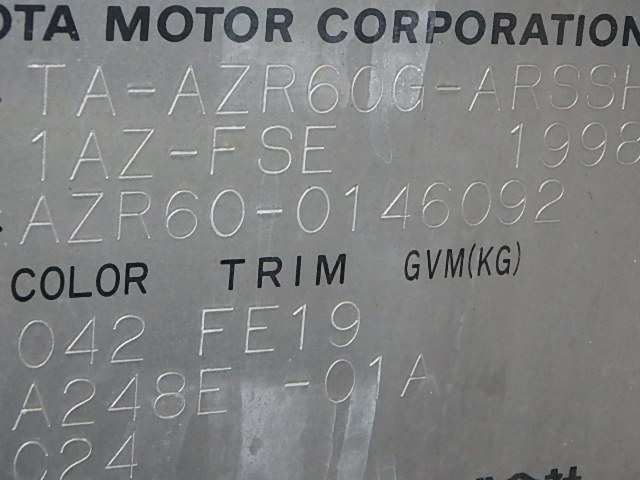 OTA MOTOR CORPORATION
TA-AZR60G-ARSSH
1AZ-FSE 1998
AZR60-0146092
COLOR TRIM GVM(KG)
042 FE19
A248E -01A
C24